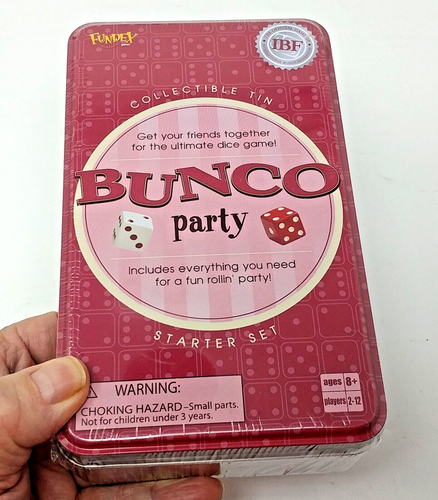 FUNDEX
IBF
COLLECTIBLE TIN
Get your friends together
for the ultimate dice game!
BUNCO
party
Includes everything you need
for a fun rollin' party!
STARTER SET
WARNING:
CHOKING HAZARD–Small parts.
Not for children under 3 years.
ages 8+
players 2-12